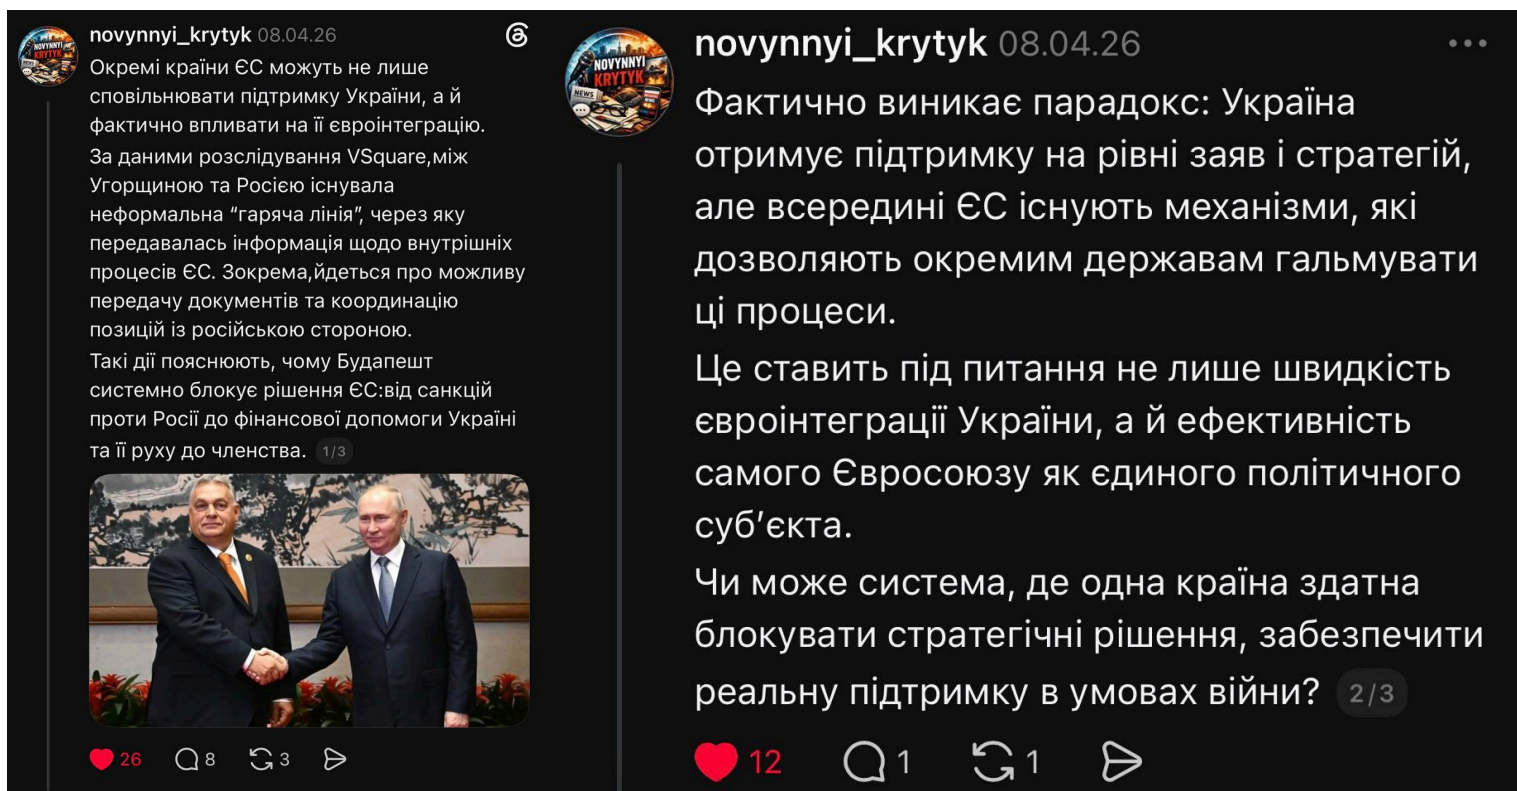 novynnyi_krytyk 08.04.26
Окремі країни ЄС можуть не лише
сповільнювати підтримку України, а й
фактично впливати на її євроінтеграцію.
За даними розслідування VSquare,між
Угорщиною та Росією існувала
неформальна “гаряча лінія”, через яку
передавалась інформація щодо внутрішніх
процесів ЄС. Зокрема,йдеться про можливу
передачу документів та координацію
позицій із російською стороною.
Такі дії пояснюють, чому Будапешт
системно блокує рішення ЄС:від санкцій
проти Росії до фінансової допомоги Україні
та її руху до членства. 1/3
26 8 3
NOVYNNYI
KRYTYK
NEWS
novynnyi_krytyk 08.04.26
Фактично виникає парадокс: Україна
отримує підтримку на рівні заяв і стратегій,
але всередині ЄС існують механізми, які
дозволяють окремим державам гальмувати
ці процеси.
Це ставить під питання не лише швидкість
євроінтеграції України, а й ефективність
самого Євросоюзу як єдиного політичного
суб’єкта.
Чи може система, де одна країна здатна
блокувати стратегічні рішення, забезпечити
реальну підтримку в умовах війни? 2/3
12 1 1